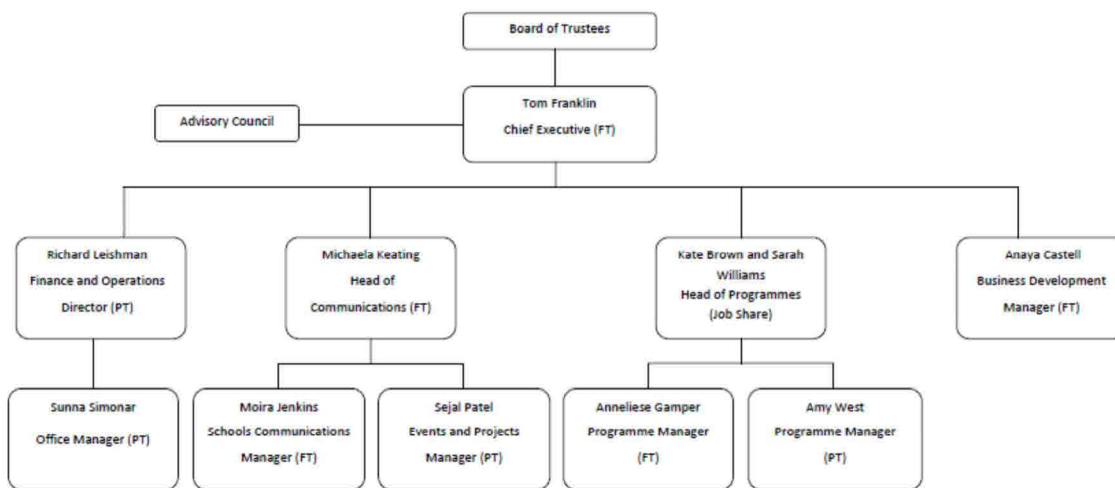 Board of Trustees
Tom Franklin
Chief Executive (FT)
Advisory Council
Richard Leishman
Finance and Operations
Director (PT)
Michaela Keating
Head of
Communications (FT)
Kate Brown and Sarah
Williams
Head of Programmes
(Job Share)
Anaya Castell
Business Development
Manager (FT)
Sunna Simonar
Office Manager (PT)
Moira Jenkins
Schools Communications
Manager (FT)
Sejal Patel
Events and Projects
Manager (PT)
Anneliese Gamper
Programme Manager
(FT)
Amy West
Programme Manager
(PT)